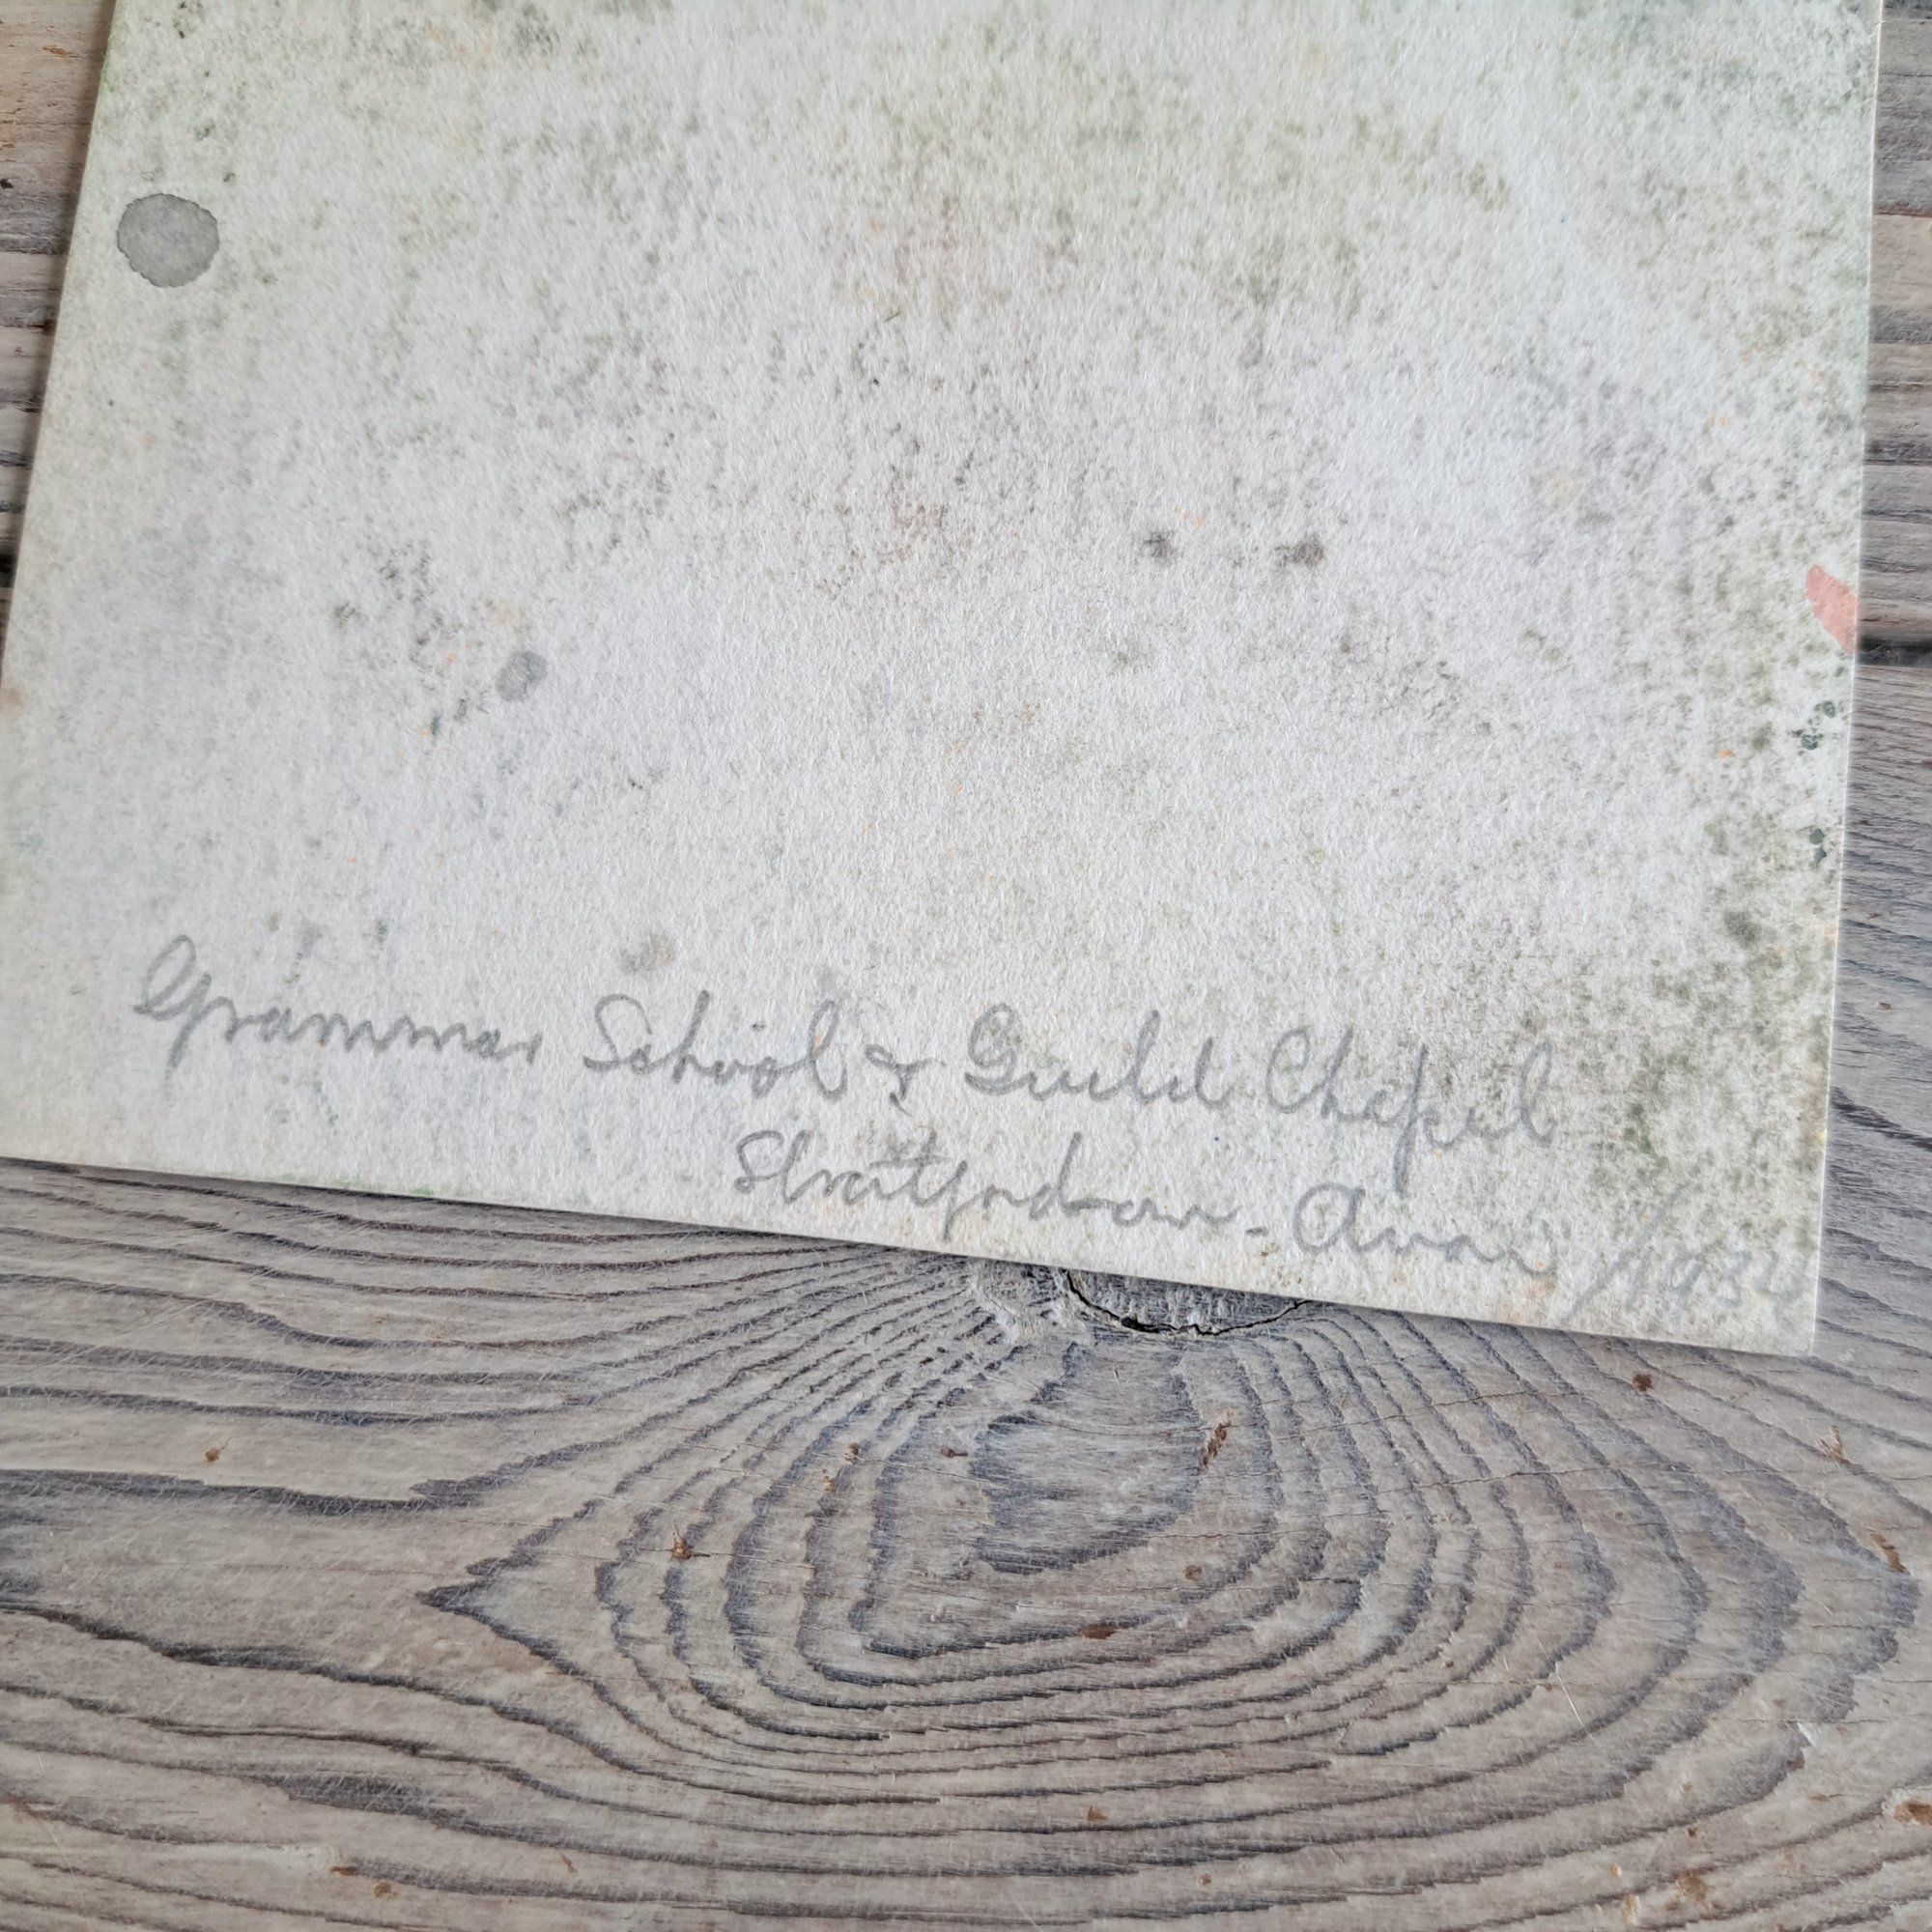 Grammar School & Guild Chapel
Stratford-on-Avon